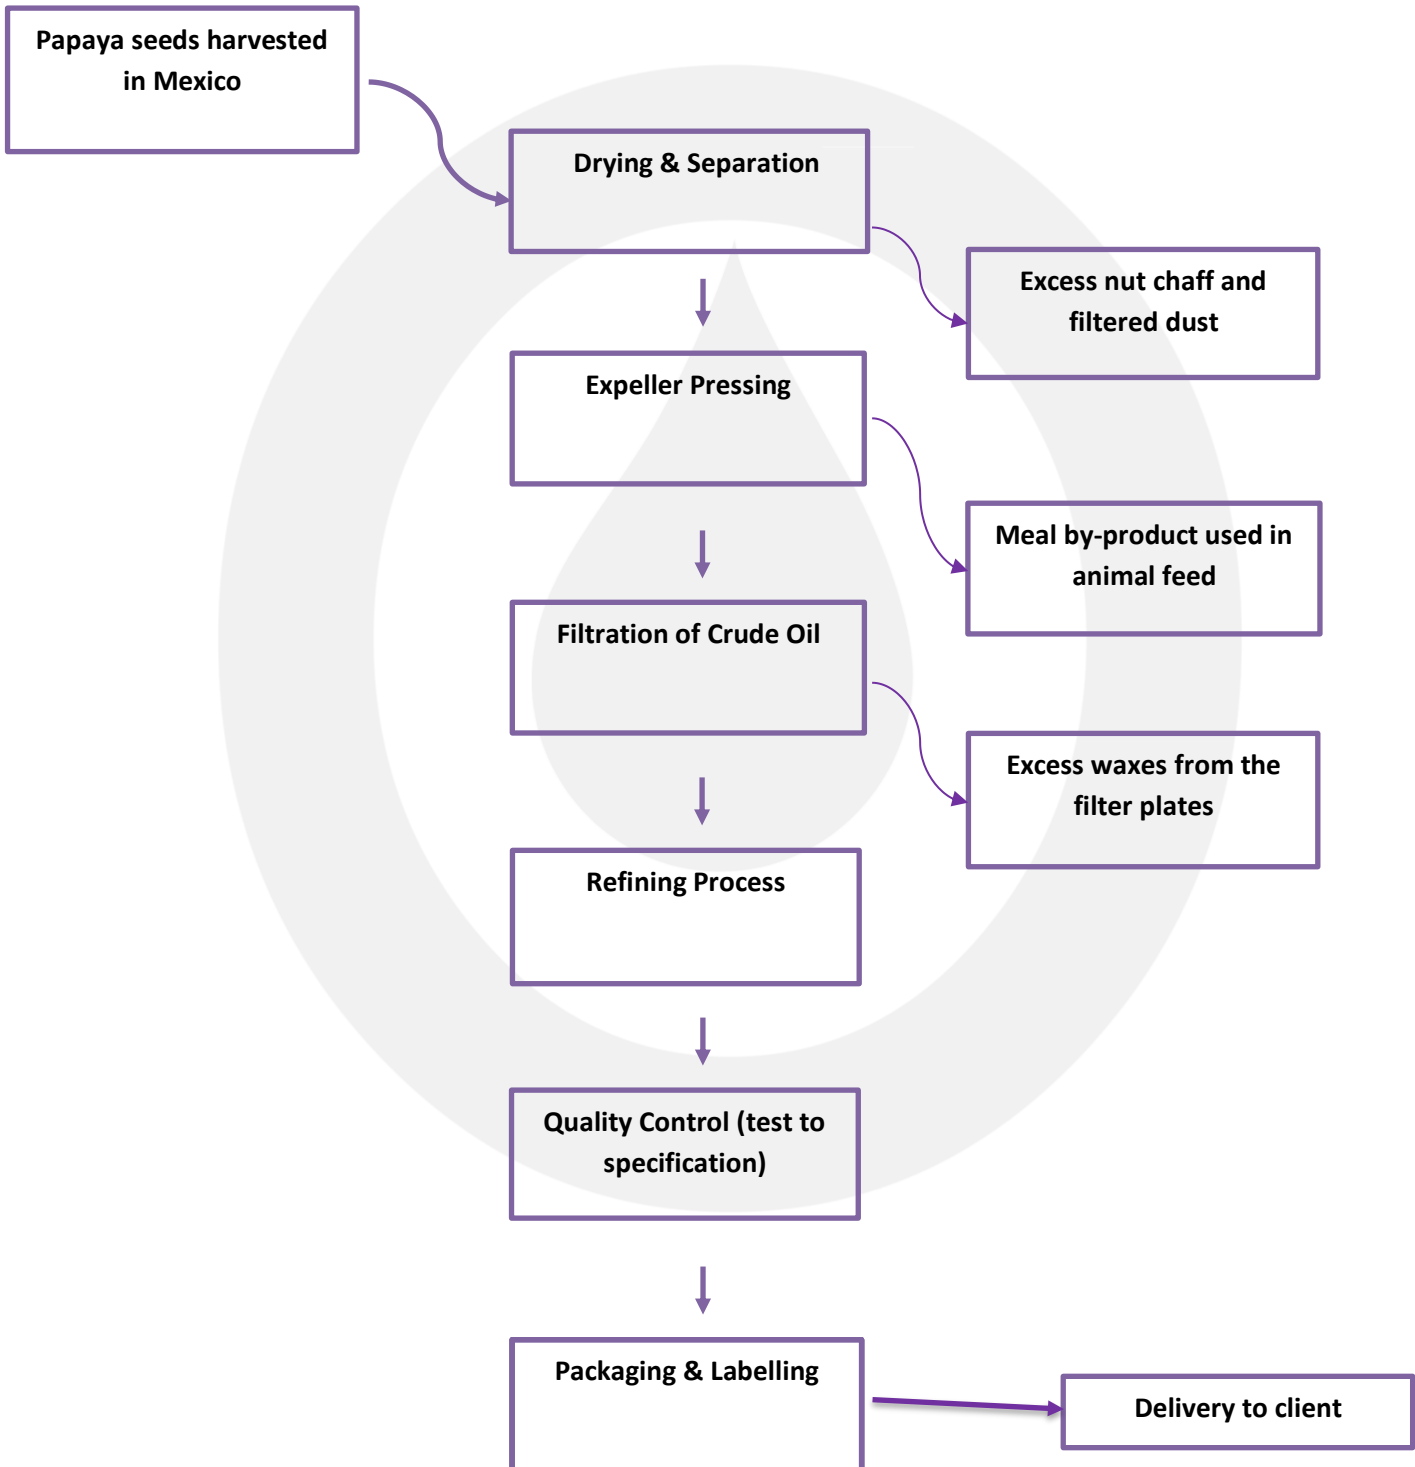 Papaya seeds harvested
in Mexico
Drying & Separation
Excess nut chaff and
filtered dust
Expeller Pressing
Meal by-product used in
animal feed
Filtration of Crude Oil
Excess waxes from the
filter plates
Refining Process
Quality Control (test to
specification)
Packaging & Labelling
Delivery to client